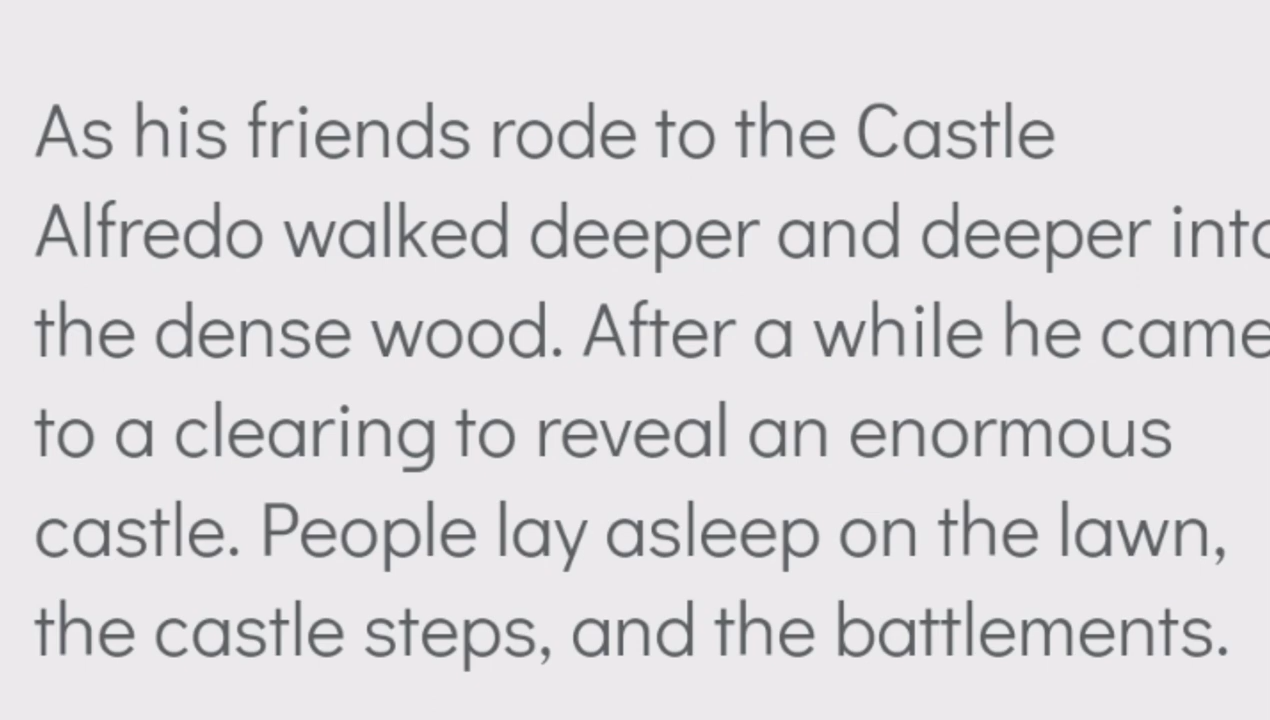 As his friends rode to the Castle
Alfredo walked deeper and deeper into
the dense wood. After a while he came
to a clearing to reveal an enormous
castle. People lay asleep on the lawn,
the castle steps, and the battlements.